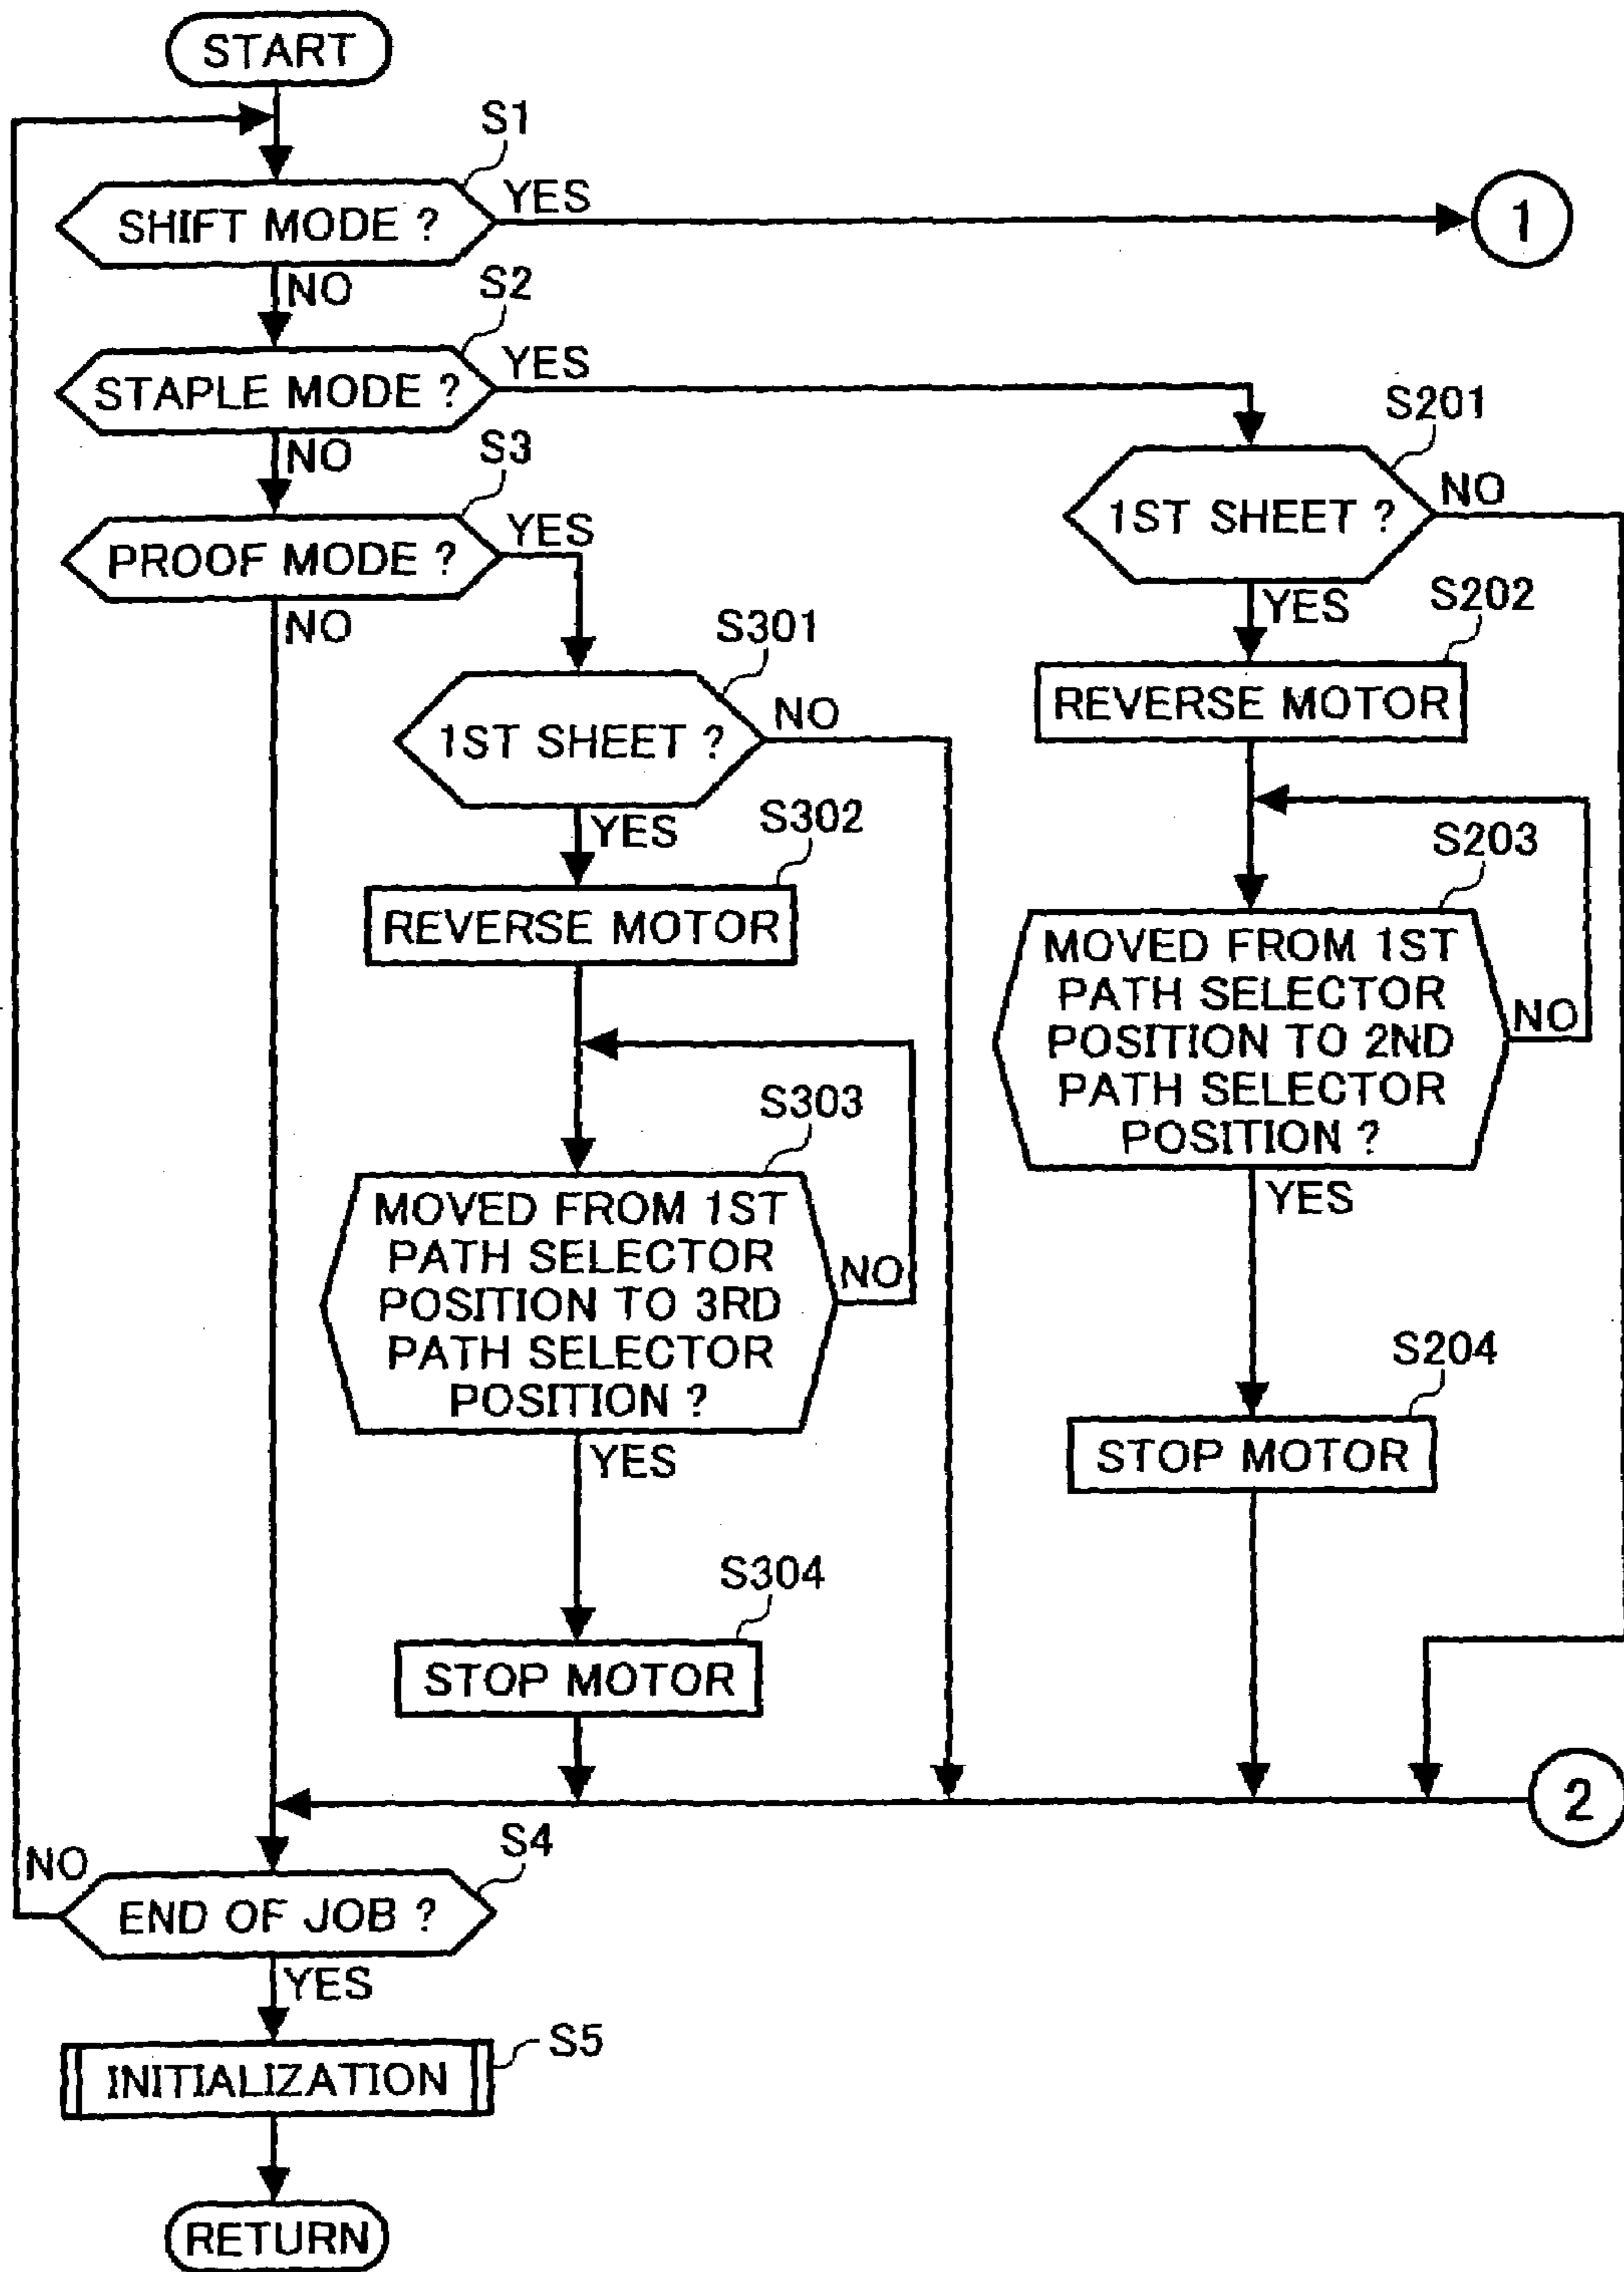 START
S1
SHIFT MODE ?
YES
1
NO
S2
STAPLE MODE ?
YES
NO
S3
PROOF MODE ?
YES
NO
S201
1ST SHEET ?
NO
YES
S202
REVERSE MOTOR
S203
MOVED FROM 1ST
PATH SELECTOR
POSITION TO 2ND
PATH SELECTOR
POSITION ?
NO
YES
S204
STOP MOTOR
S301
1ST SHEET ?
NO
YES
S302
REVERSE MOTOR
S303
MOVED FROM 1ST
PATH SELECTOR
POSITION TO 3RD
PATH SELECTOR
POSITION ?
NO
YES
S304
STOP MOTOR
2
S4
NO
END OF JOB ?
YES
S5
INITIALIZATION
RETURN